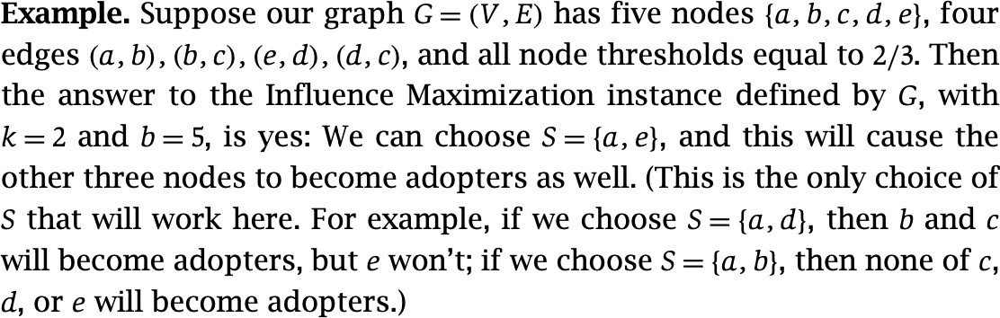 Example. Suppose our graph G = (V, E) has five nodes {a, b, c, d, e}, four
edges (a, b), (b, c), (e, d), (d, c), and all node thresholds equal to 2/3. Then
the answer to the Influence Maximization instance defined by G, with
k = 2 and b = 5, is yes: We can choose S = {a, e}, and this will cause the
other three nodes to become adopters as well. (This is the only choice of
S that will work here. For example, if we choose S = {a, d}, then b and c
will become adopters, but e won’t; if we choose S = {a, b}, then none of c,
d, or e will become adopters.)